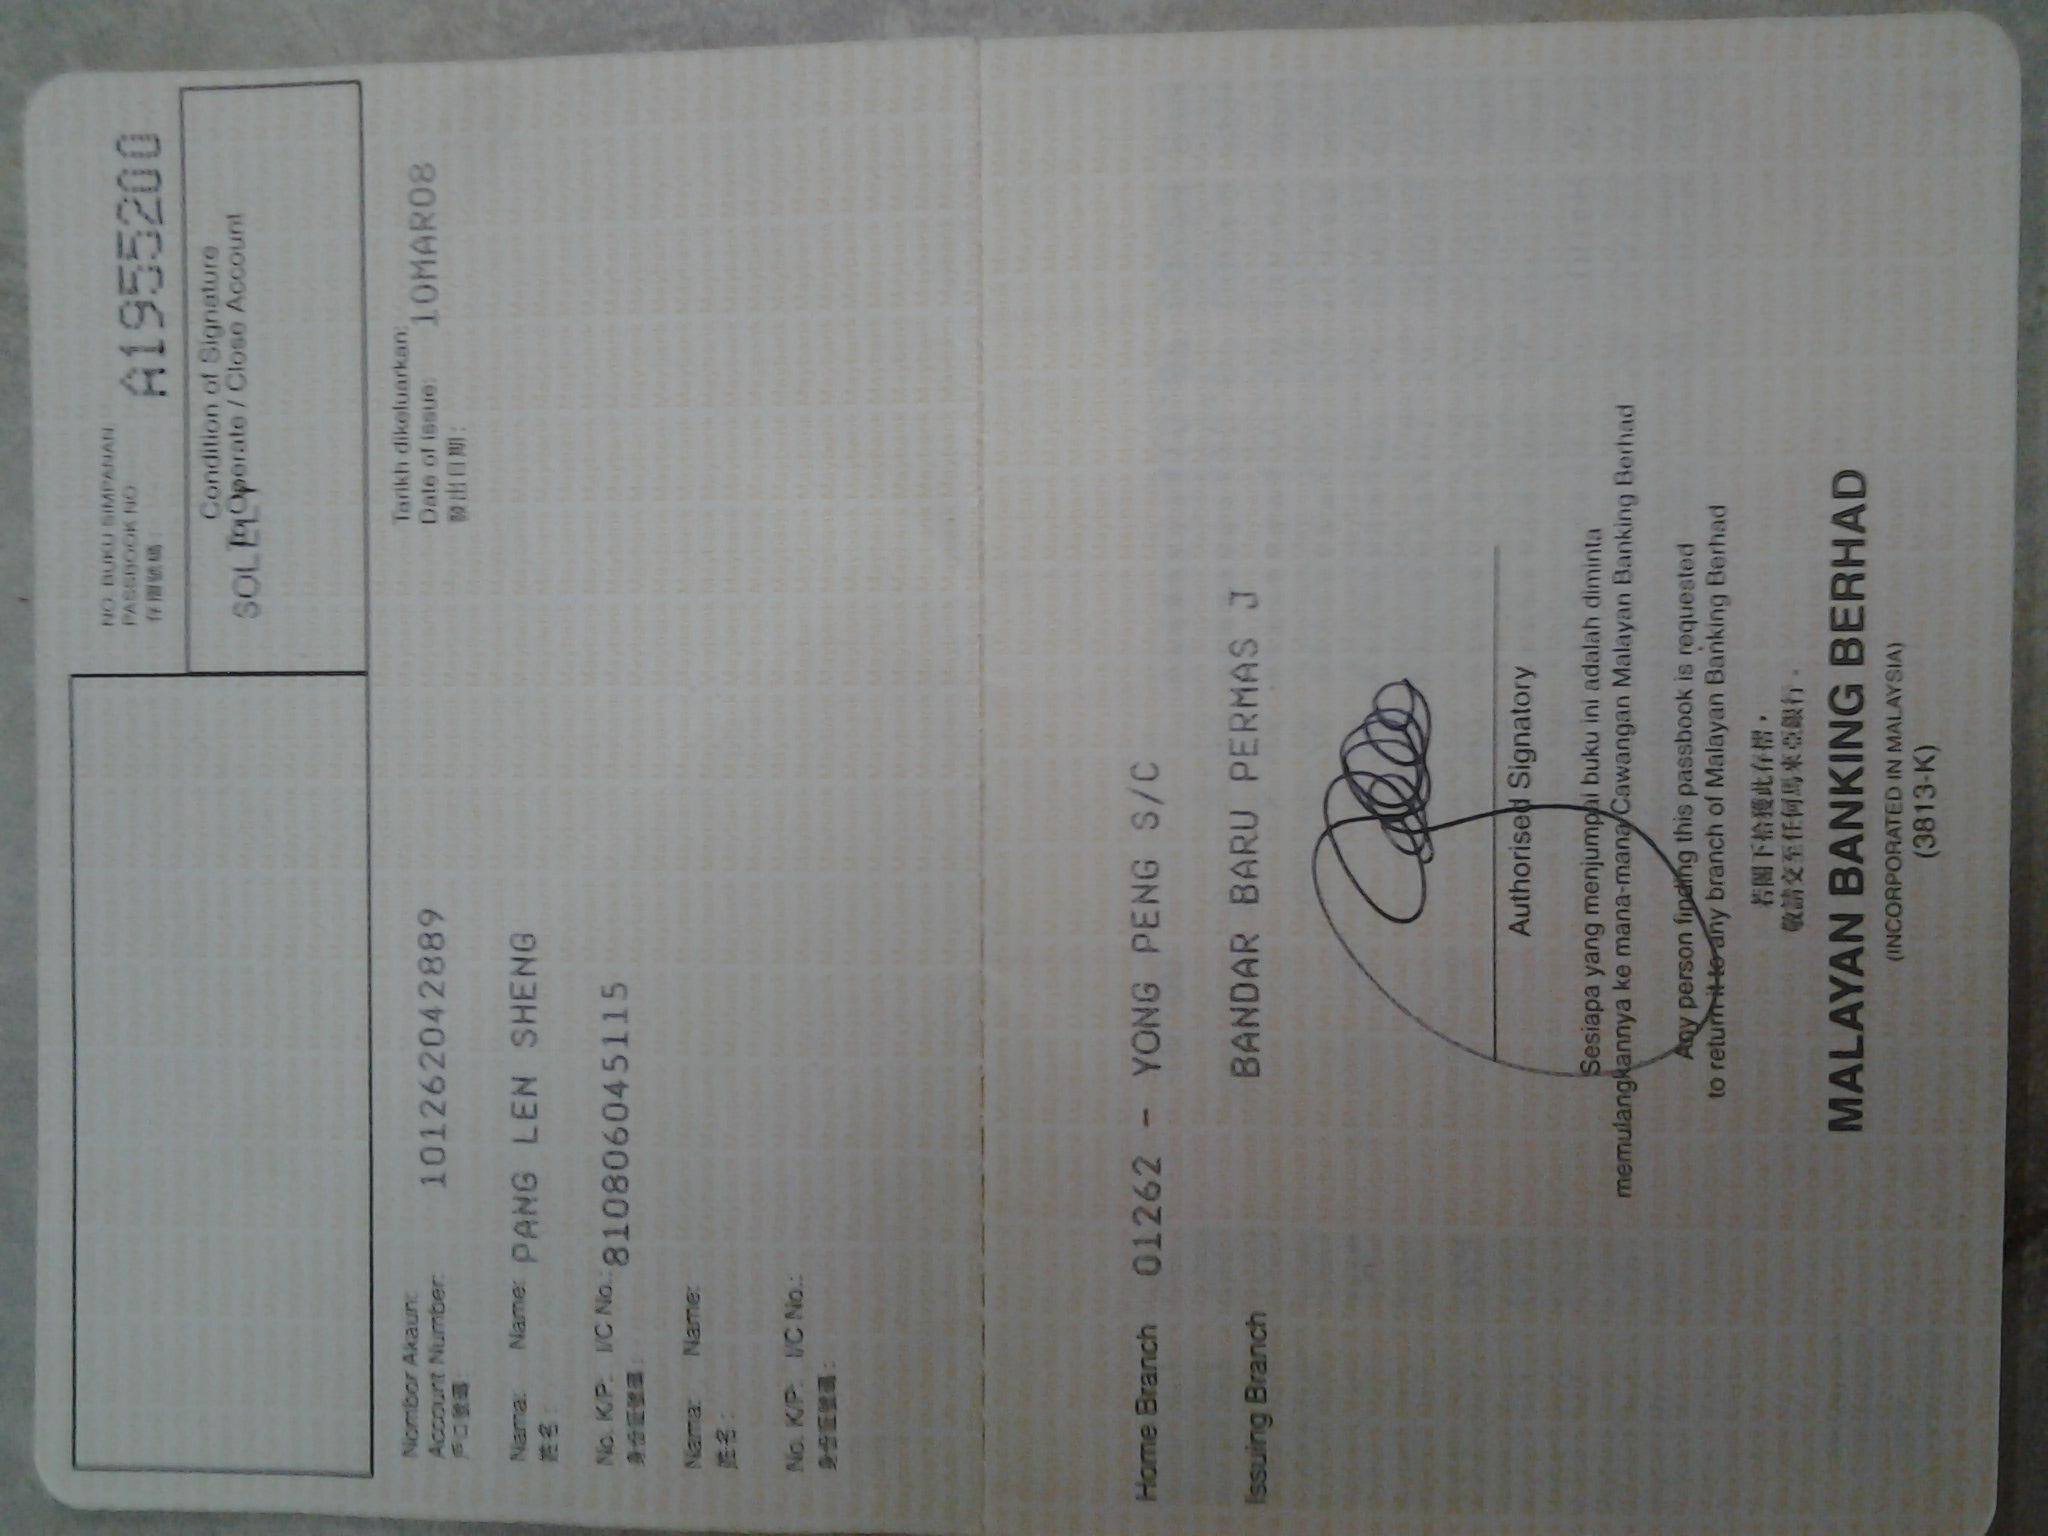 NO. BUKU SIMPANAN:
PASSBOOK NO: A1955200
存摺號碼
Condition of Signature
To Operate / Close Account
SOLELY
Nombor Akaun:
Account Number: 101262042889
戶口號碼:
Tarikh dikeluarkan:
Date of issue: 10MAR08
發出日期:
Nama: Name: PANG LEN SHENG
姓名:
No. K/P: I/C No.: 810806045115
身份証號碼:
Nama: Name:
姓名:
No. K/P: I/C No.:
身份証號碼:
Home Branch 01262 - YONG PENG S/C
Issuing Branch BANDAR BARU PERMAS J
Authorised Signatory
Sesiapa yang menjumpai buku ini adalah diminta
memulangkannya ke mana-mana Cawangan Malayan Banking Berhad
Any person finding this passbook is requested
to return it to any branch of Malayan Banking Berhad
若閣下拾獲此存摺，
敬請交至任何馬來亞銀行。
MALAYAN BANKING BERHAD
(INCORPORATED IN MALAYSIA)
(3813-K)